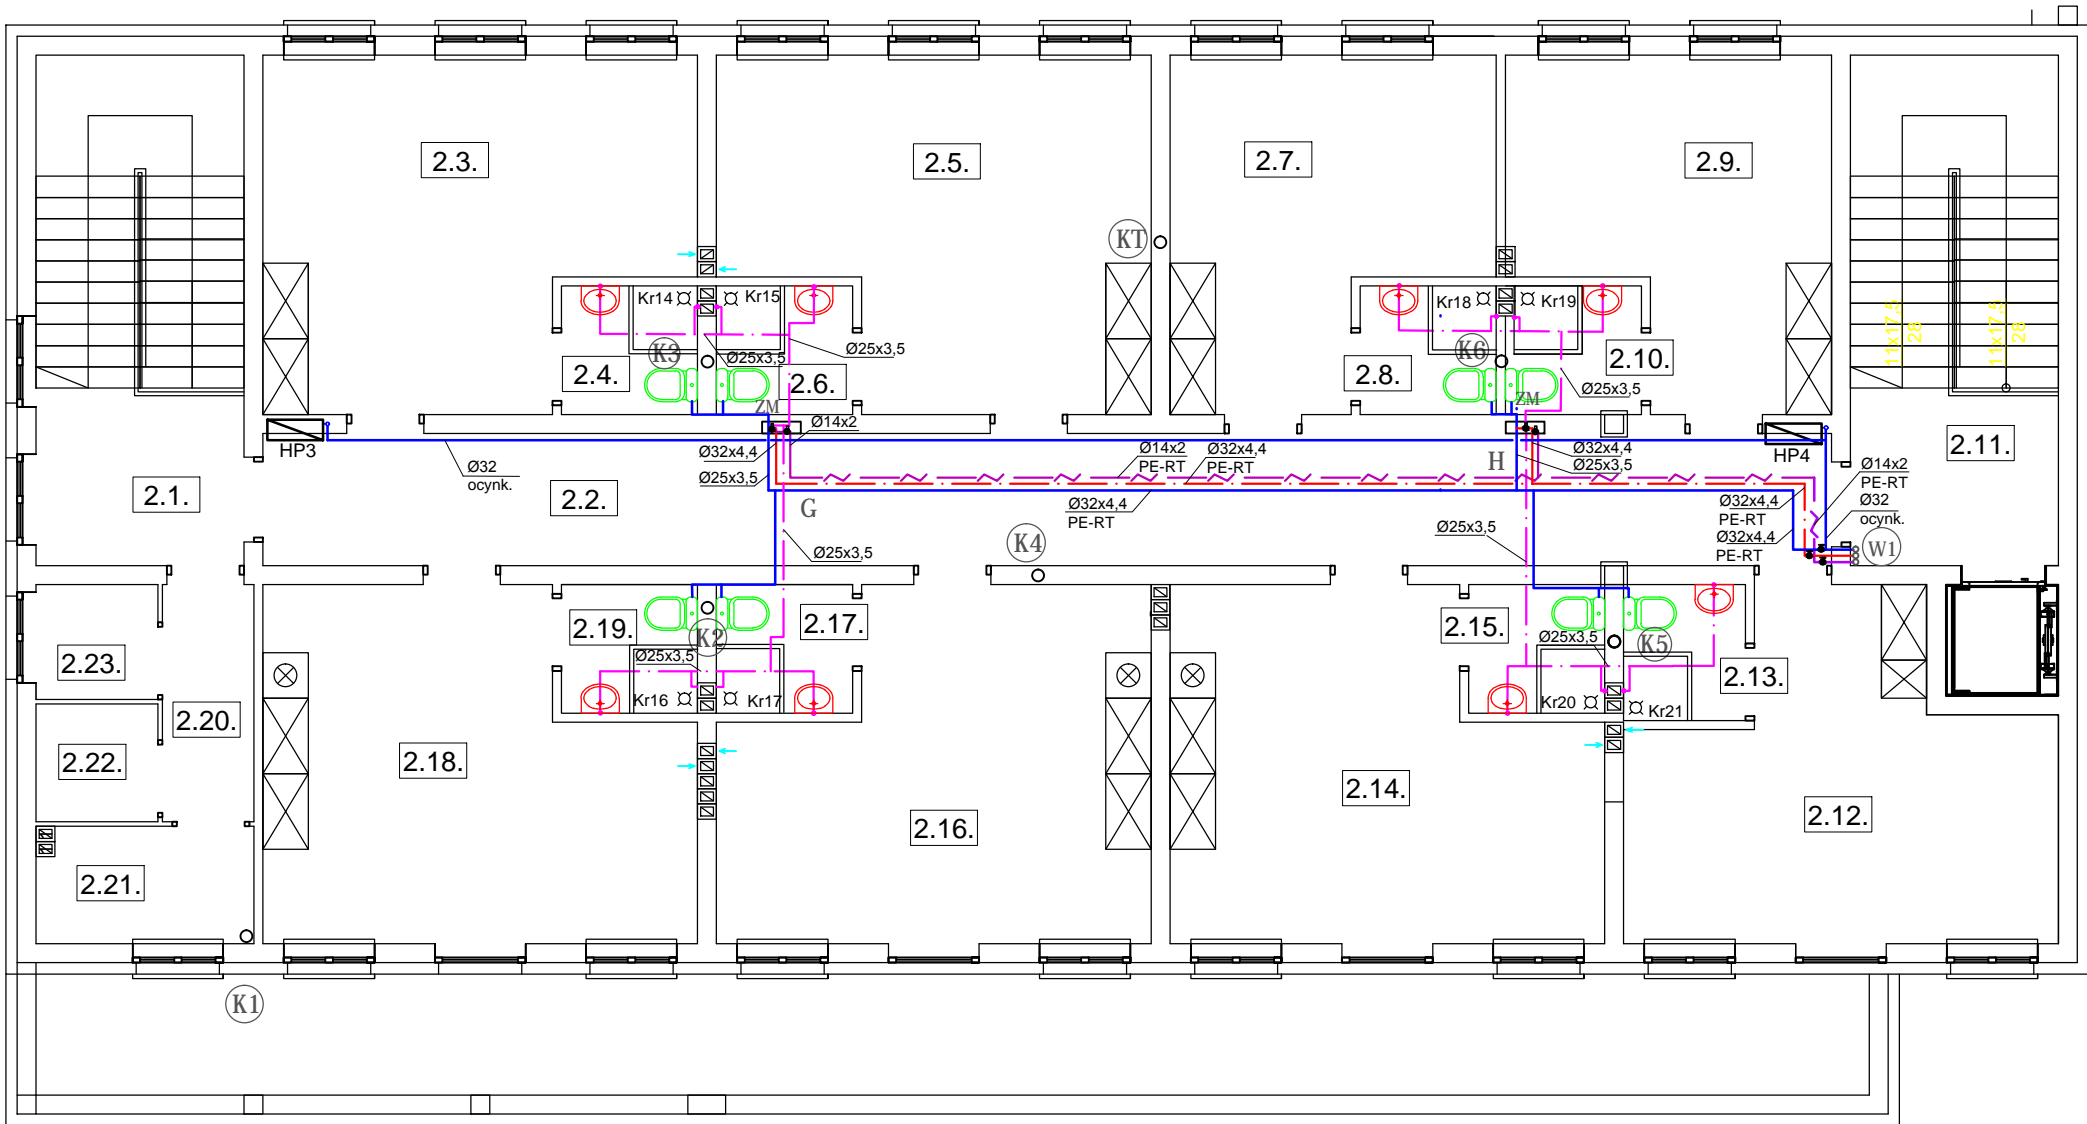 2.3.
2.5.
2.7.
2.9.
KT
Kr14
Kr15
Kr18
Kr19
11x17,5
28
11x17,5
28
K3
Ø25x3,5
Ø25x3,5
K6
2.4.
2.6.
2.8.
2.10.
Ø25x3,5
ZM
ZM
Ø14x2
HP3
Ø32x4,4
Ø25x3,5
Ø32
ocynk.
Ø14x2
PE-RT
Ø32x4,4
PE-RT
H
Ø32x4,4
Ø25x3,5
HP4
2.11.
Ø14x2
PE-RT
Ø32
ocynk.
2.1.
2.2.
G
Ø32x4,4
PE-RT
Ø32x4,4
PE-RT
Ø32x4,4
PE-RT
Ø25x3,5
Ø25x3,5
K4
W1
2.19.
K2
2.17.
2.15.
Ø25x3,5
K5
2.23.
Ø25x3,5
2.13.
Kr16
Kr17
Kr20
Kr21
2.20.
2.22.
2.18.
2.14.
2.16.
2.12.
2.21.
K1